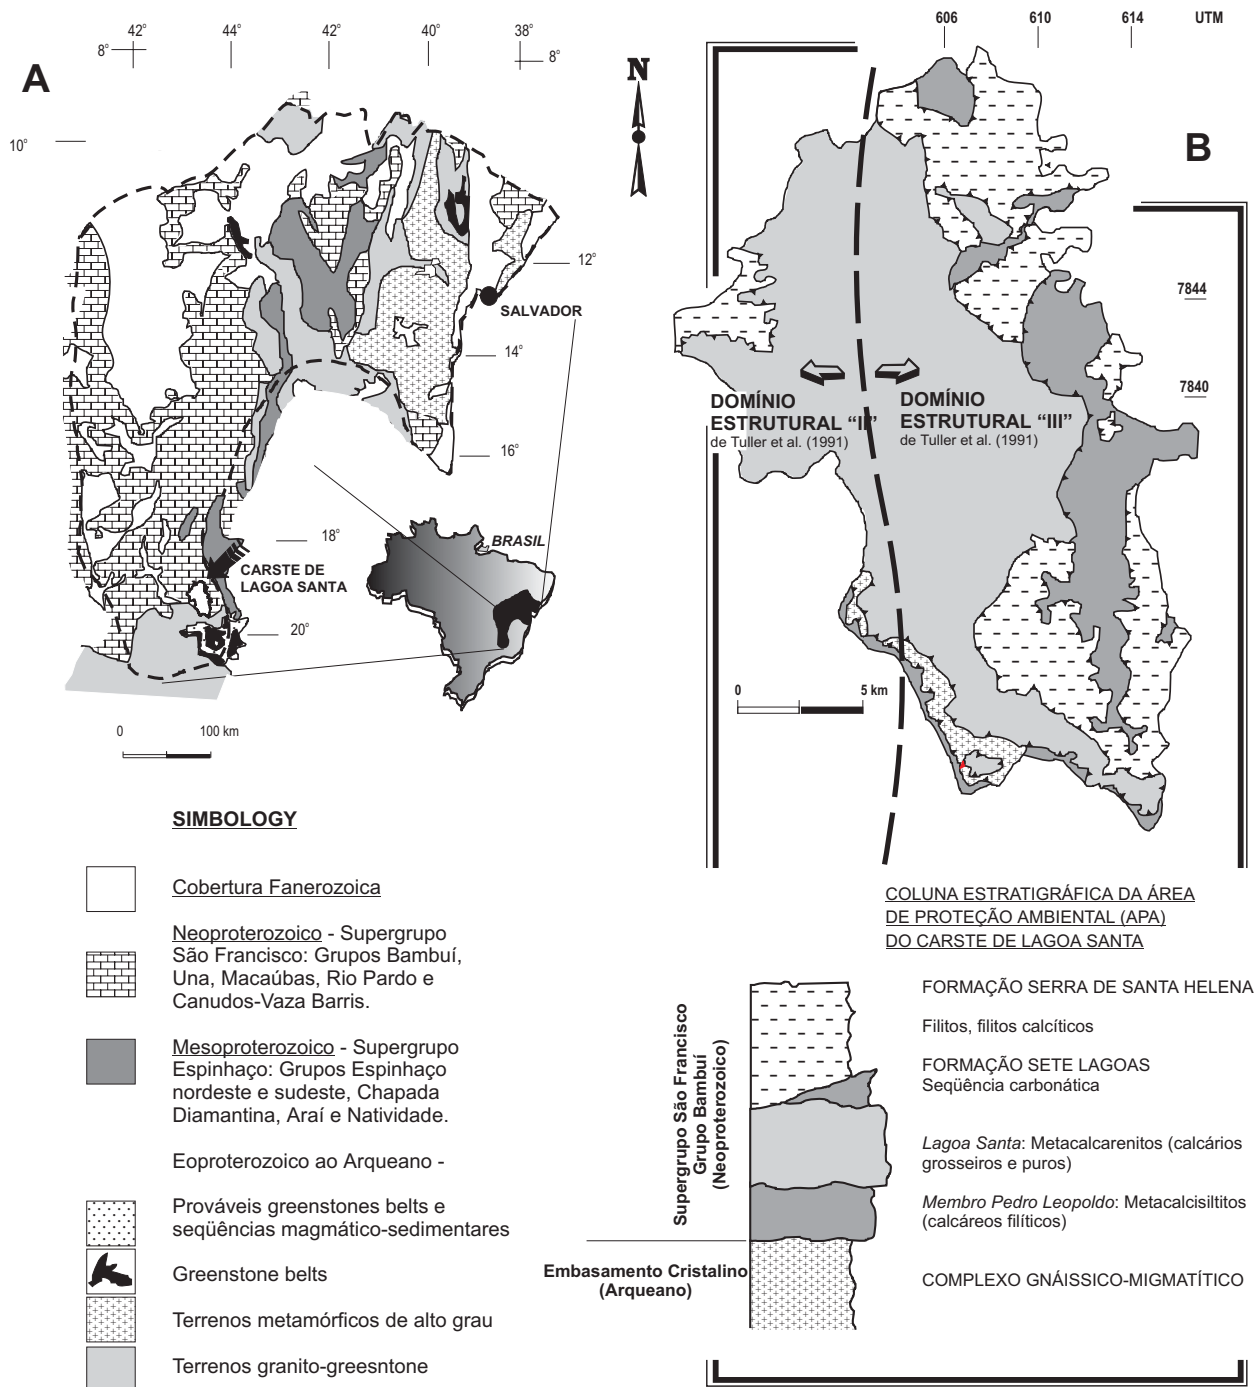 A
42°
44°
42°
40°
38°
8°
8°
10°
12°
SALVADOR
14°
16°
18°
CARSTE DE
LAGOA SANTA
BRASIL
20°
0
100 km
N
606
610
614
UTM
B
7844
7840
DOMÍNIO
ESTRUTURAL “II”
de Tuller et al. (1991)
DOMÍNIO
ESTRUTURAL “III”
de Tuller et al. (1991)
0
5 km
SIMBOLOGY
Cobertura Fanerozoica
Neoproterozoico - Supergrupo
São Francisco: Grupos Bambuí,
Una, Macaúbas, Rio Pardo e
Canudos-Vaza Barris.
Mesoproterozoico - Supergrupo
Espinhaço: Grupos Espinhaço
nordeste e sudeste, Chapada
Diamantina, Araí e Natividade.
Eoproterozoico ao Arqueano -
Prováveis greenstones belts e
seqüências magmático-sedimentares
Greenstone belts
Terrenos metamórficos de alto grau
Terrenos granito-greesntone
COLUNA ESTRATIGRÁFICA DA ÁREA
DE PROTEÇÃO AMBIENTAL (APA)
DO CARSTE DE LAGOA SANTA
Supergrupo São Francisco
Grupo Bambuí
(Neoproterozoico)
FORMAÇÃO SERRA DE SANTA HELENA
Filitos, filitos calcíticos
FORMAÇÃO SETE LAGOAS
Seqüência carbonática
Lagoa Santa: Metacalcarenitos (calcários
grosseiros e puros)
Membro Pedro Leopoldo: Metacalcisiltitos
(calcáreos filíticos)
Embasamento Cristalino
(Arqueano)
COMPLEXO GNÁISSICO-MIGMATÍTICO